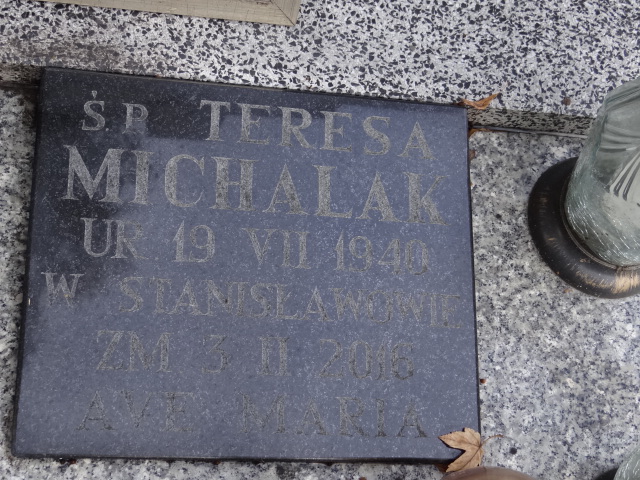 Ś.P. TERESA
MICHALAK
UR 19 VII 1940
W STANISŁAWOWIE
ZM 3 II 2016
AVE MARIA